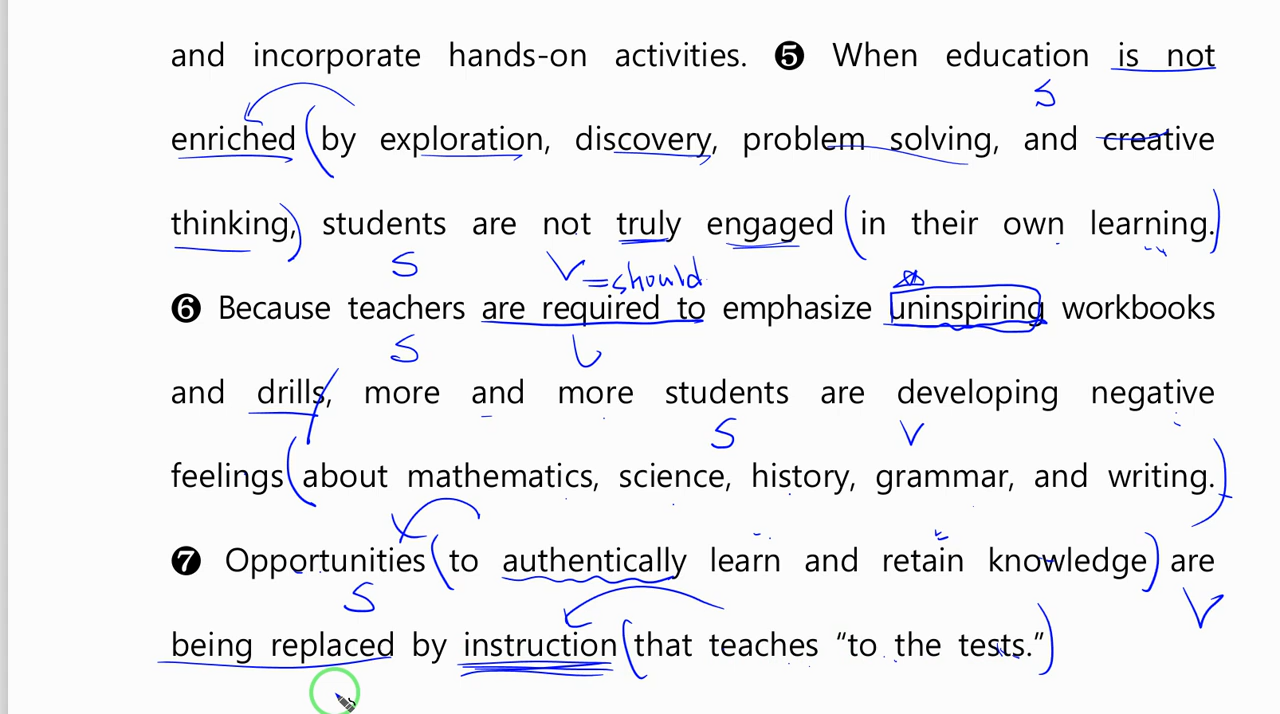 and incorporate hands-on activities. ❺ When education is not
S
enriched (by exploration, discovery, problem solving, and creative
thinking,) students are not truly engaged (in their own learning.)
S V =should
❻ Because teachers are required to emphasize uninspiring workbooks
S
and drills, more and more students are developing negative
S V
feelings (about mathematics, science, history, grammar, and writing.)
❼ Opportunities (to authentically learn and retain knowledge) are
S V
being replaced by instruction (that teaches “to the tests.”)